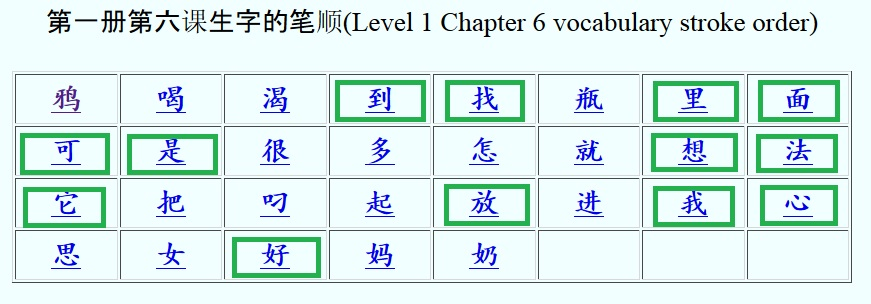 第一册第六课生字的笔顺(Level 1 Chapter 6 vocabulary stroke order)
鸦 喝 渴 到 找 瓶 里 面
可 是 很 多 怎 就 想 法
它 把 叼 起 放 进 我 心
思 女 好 妈 奶